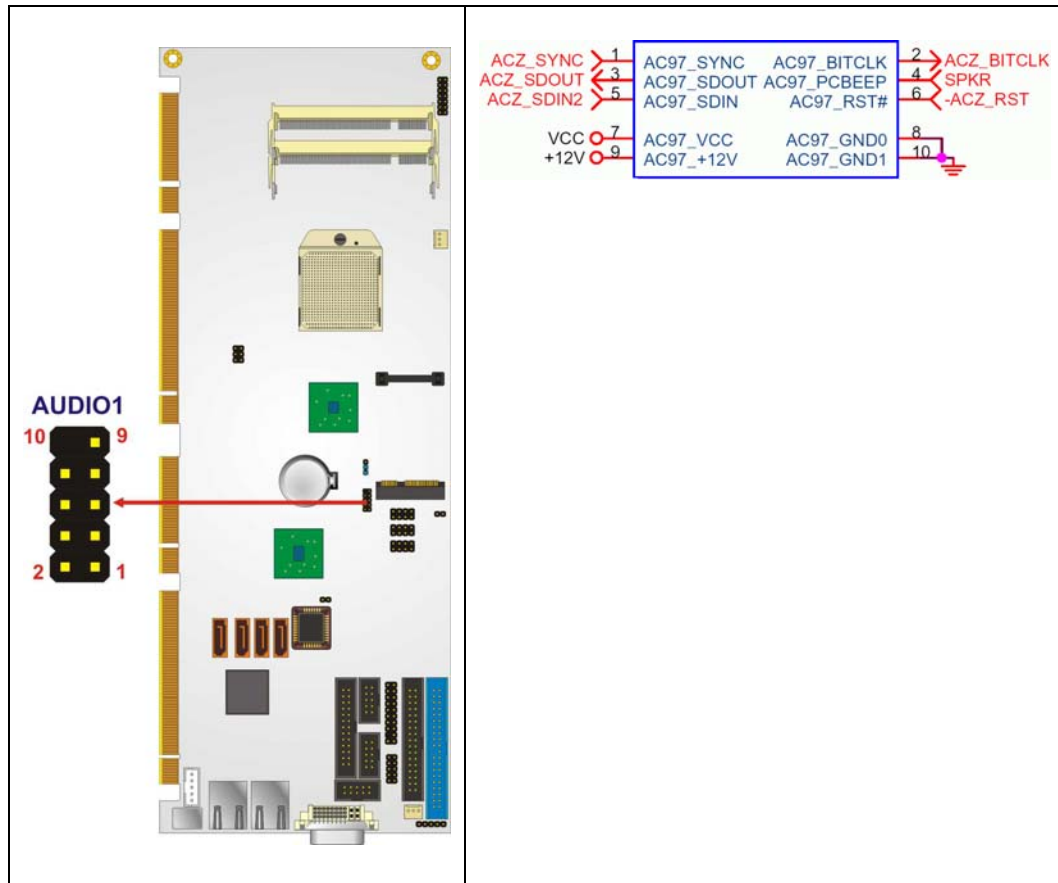 AUDIO1
10 9
2 1
ACZ_SYNC 1 AC97_SYNC AC97_BITCLK 2 ACZ_BITCLK
ACZ_SDOUT 3 AC97_SDOUT AC97_PCBEEP 4 SPKR
ACZ_SDIN2 5 AC97_SDIN AC97_RST# 6 -ACZ_RST
VCC 7 AC97_VCC AC97_GND0 8
+12V 9 AC97_+12V AC97_GND1 10